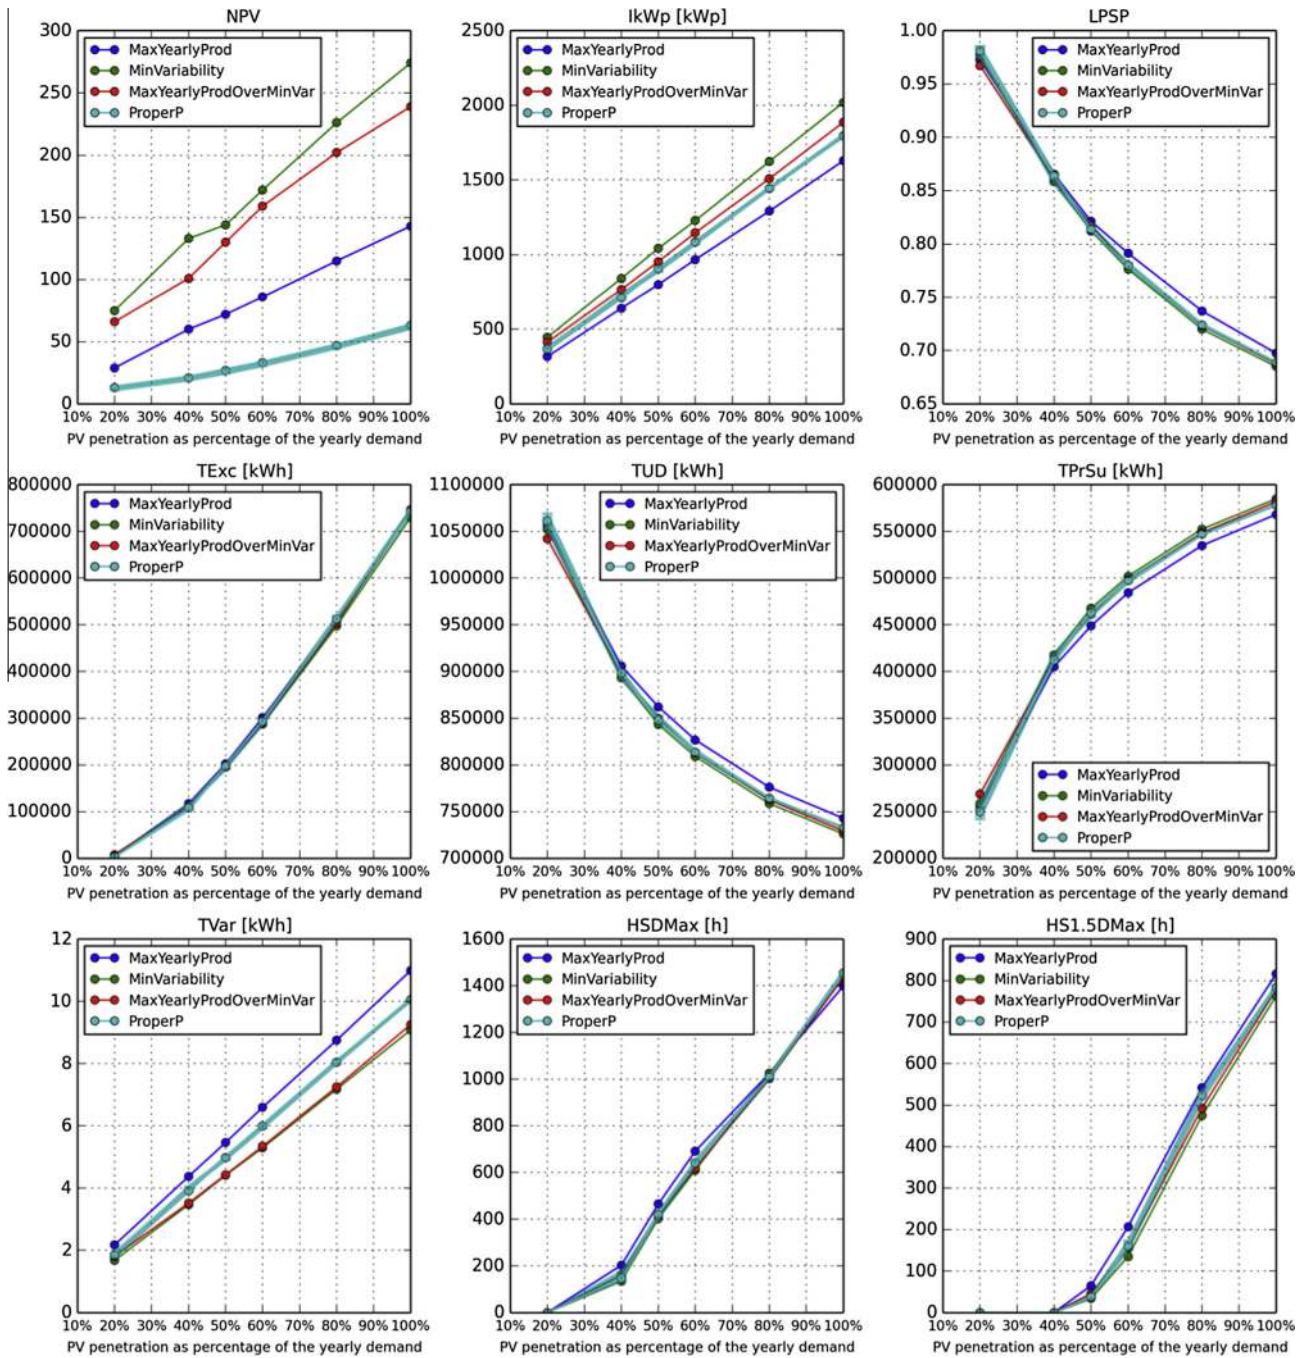 NPV
300
250
200
150
100
50
0
MaxYearlyProd
MinVariability
MaxYearlyProdOverMinVar
ProperP
10% 20% 30% 40% 50% 60% 70% 80% 90% 100%
PV penetration as percentage of the yearly demand
IkWp [kWp]
2500
2000
1500
1000
500
0
MaxYearlyProd
MinVariability
MaxYearlyProdOverMinVar
ProperP
10% 20% 30% 40% 50% 60% 70% 80% 90% 100%
PV penetration as percentage of the yearly demand
LPSP
1.00
0.95
0.90
0.85
0.80
0.75
0.70
0.65
MaxYearlyProd
MinVariability
MaxYearlyProdOverMinVar
ProperP
10% 20% 30% 40% 50% 60% 70% 80% 90% 100%
PV penetration as percentage of the yearly demand
TExc [kWh]
800000
700000
600000
500000
400000
300000
200000
100000
0
MaxYearlyProd
MinVariability
MaxYearlyProdOverMinVar
ProperP
10% 20% 30% 40% 50% 60% 70% 80% 90% 100%
PV penetration as percentage of the yearly demand
TUD [kWh]
1100000
1050000
1000000
950000
900000
850000
800000
750000
700000
MaxYearlyProd
MinVariability
MaxYearlyProdOverMinVar
ProperP
10% 20% 30% 40% 50% 60% 70% 80% 90% 100%
PV penetration as percentage of the yearly demand
TPrSu [kWh]
600000
550000
500000
450000
400000
350000
300000
250000
200000
MaxYearlyProd
MinVariability
MaxYearlyProdOverMinVar
ProperP
10% 20% 30% 40% 50% 60% 70% 80% 90% 100%
PV penetration as percentage of the yearly demand
TVar [kWh]
12
10
8
6
4
2
0
MaxYearlyProd
MinVariability
MaxYearlyProdOverMinVar
ProperP
10% 20% 30% 40% 50% 60% 70% 80% 90% 100%
PV penetration as percentage of the yearly demand
HSDMax [h]
1600
1400
1200
1000
800
600
400
200
0
MaxYearlyProd
MinVariability
MaxYearlyProdOverMinVar
ProperP
10% 20% 30% 40% 50% 60% 70% 80% 90% 100%
PV penetration as percentage of the yearly demand
HS1.5DMax [h]
900
800
700
600
500
400
300
200
100
0
MaxYearlyProd
MinVariability
MaxYearlyProdOverMinVar
ProperP
10% 20% 30% 40% 50% 60% 70% 80% 90% 100%
PV penetration as percentage of the yearly demand